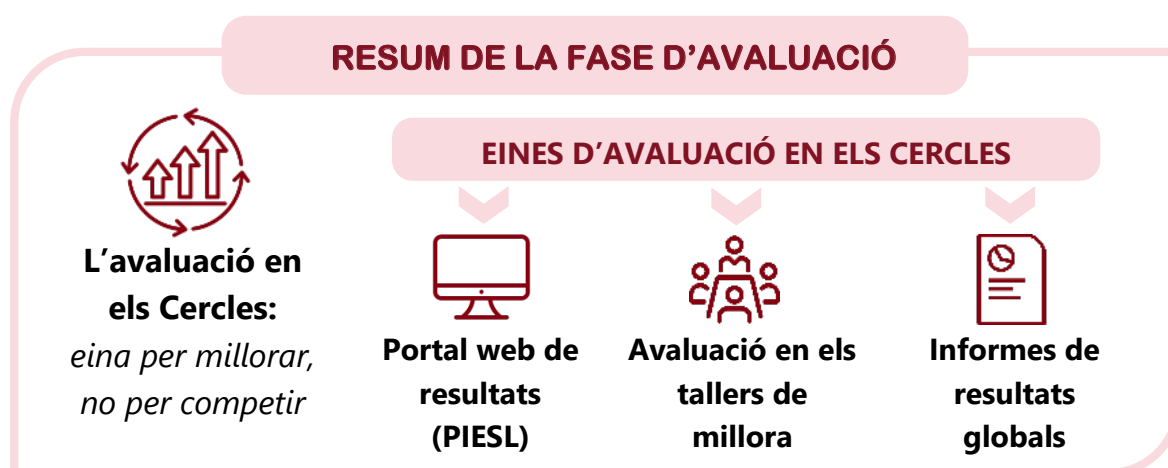 RESUM DE LA FASE D’AVALUACIÓ
L’avaluació en
els Cercles:
eina per millorar,
no per competir
EINES D’AVALUACIÓ EN ELS CERCLES
Portal web de
resultats
(PIESL)
Avaluació en els
tallers de
millora
Informes de
resultats
globals